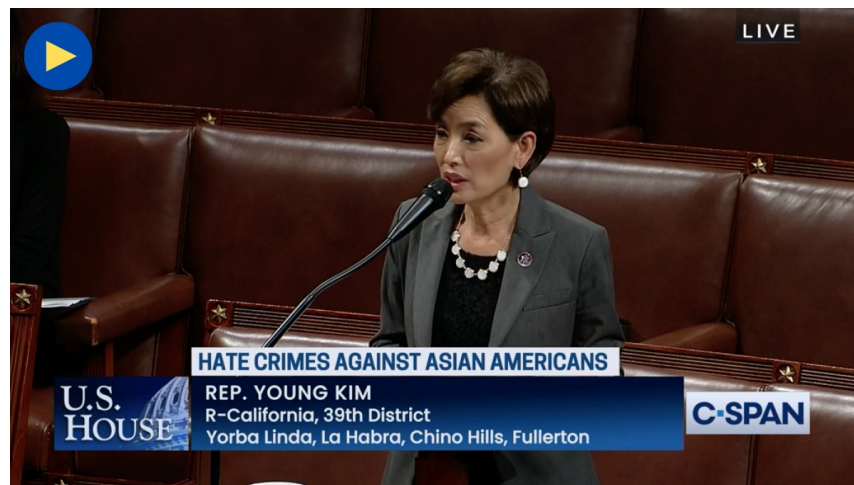 LIVE
HATE CRIMES AGAINST ASIAN AMERICANS
U.S.
HOUSE
REP. YOUNG KIM
R-California, 39th District
Yorba Linda, La Habra, Chino Hills, Fullerton
C-SPAN